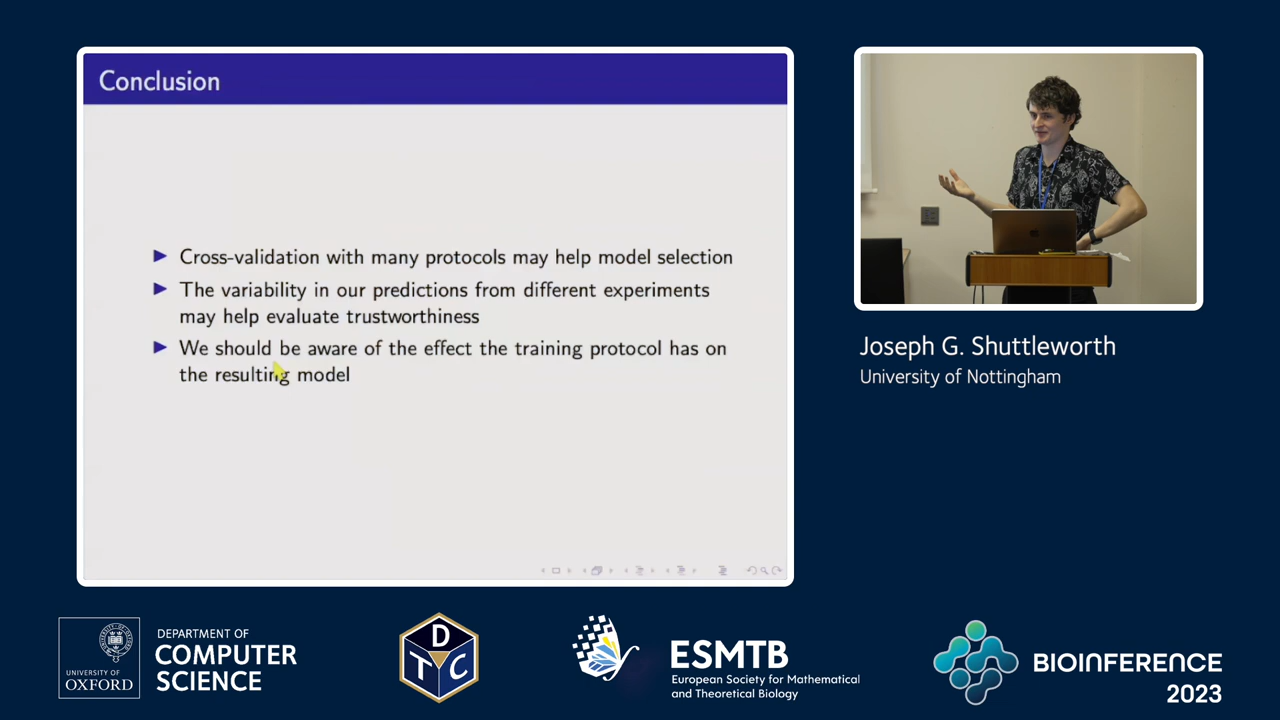 Conclusion
Cross-validation with many protocols may help model selection
The variability in our predictions from different experiments
may help evaluate trustworthiness
We should be aware of the effect the training protocol has on
the resulting model
Joseph G. Shuttleworth
University of Nottingham
UNIVERSITY OF
OXFORD
DEPARTMENT OF
COMPUTER
SCIENCE
D
T C
ESMTB
European Society for Mathematical
and Theoretical Biology
BIOINFERENCE
2023